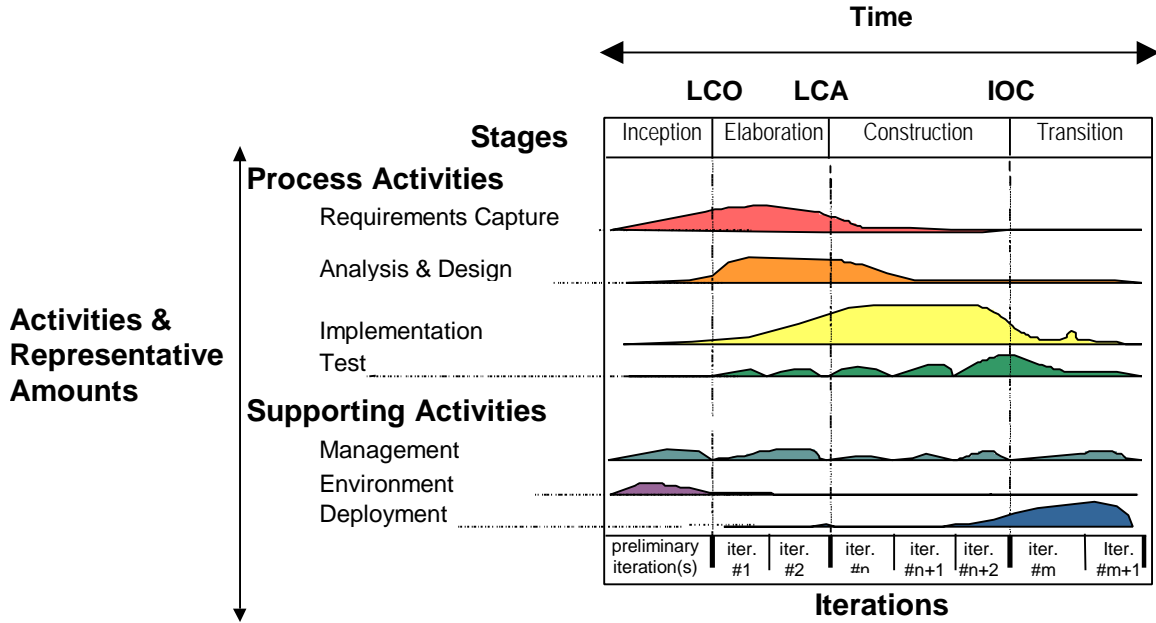 Time
LCO LCA IOC
Stages Inception Elaboration Construction Transition
Process Activities
Requirements Capture
Analysis & Design
Activities &
Representative
Amounts
Implementation
Test
Supporting Activities
Management
Environment
Deployment
preliminary
iteration(s)
iter.
#1
iter.
#2
iter.
#n
iter.
#n+1
iter.
#n+2
iter.
#m
Iter.
#m+1
Iterations